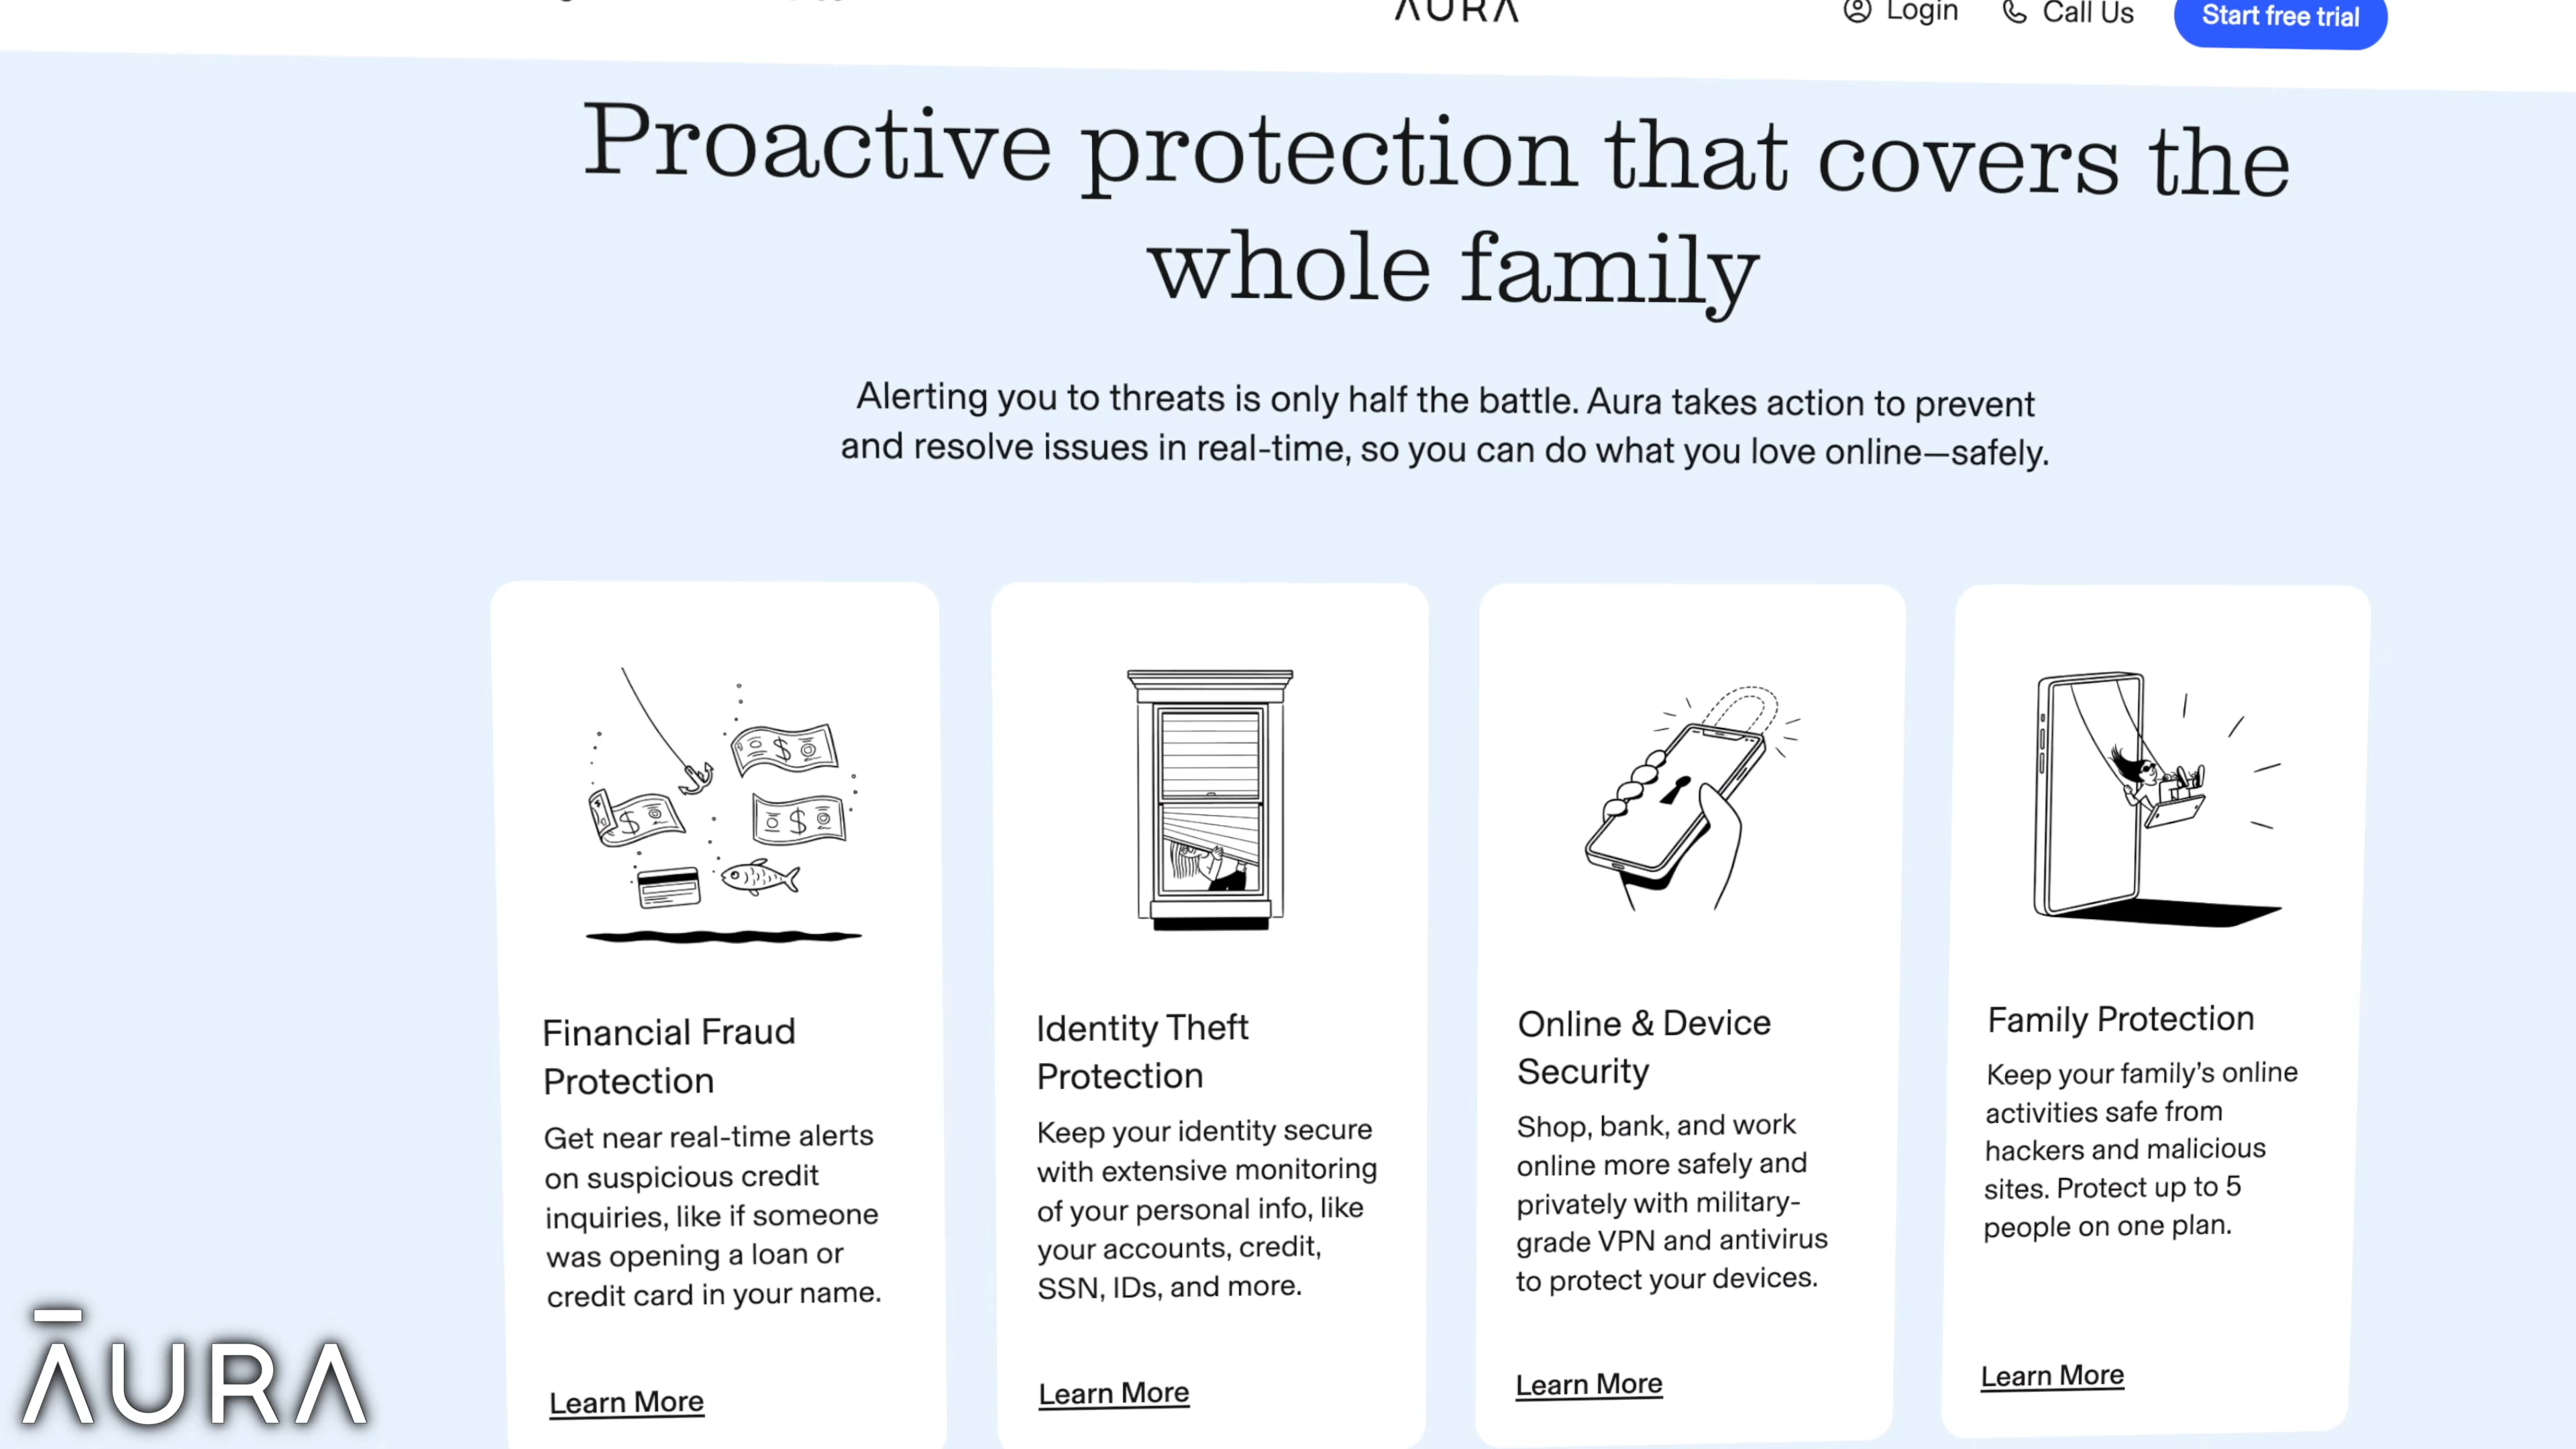 AURA
Login
Call Us
Start free trial
Proactive protection that covers the
whole family
Alerting you to threats is only half the battle. Aura takes action to prevent
and resolve issues in real-time, so you can do what you love online—safely.
Financial Fraud
Protection
Get near real-time alerts
on suspicious credit
inquiries, like if someone
was opening a loan or
credit card in your name.
Learn More
Identity Theft
Protection
Keep your identity secure
with extensive monitoring
of your personal info, like
your accounts, credit,
SSN, IDs, and more.
Learn More
Online & Device
Security
Shop, bank, and work
online more safely and
privately with military-
grade VPN and antivirus
to protect your devices.
Learn More
Family Protection
Keep your family’s online
activities safe from
hackers and malicious
sites. Protect up to 5
people on one plan.
Learn More
ĀURA